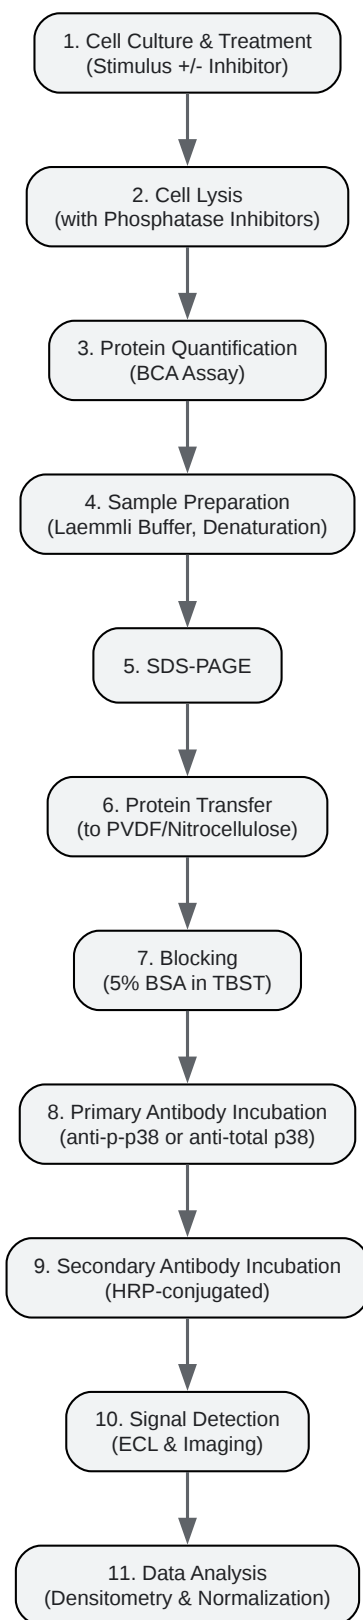 1. Cell Culture & Treatment
(Stimulus +/- Inhibitor)
2. Cell Lysis
(with Phosphatase Inhibitors)
3. Protein Quantification
(BCA Assay)
4. Sample Preparation
(Laemmli Buffer, Denaturation)
5. SDS-PAGE
6. Protein Transfer
(to PVDF/Nitrocellulose)
7. Blocking
(5% BSA in TBST)
8. Primary Antibody Incubation
(anti-p-p38 or anti-total p38)
9. Secondary Antibody Incubation
(HRP-conjugated)
10. Signal Detection
(ECL & Imaging)
11. Data Analysis
(Densitometry & Normalization)